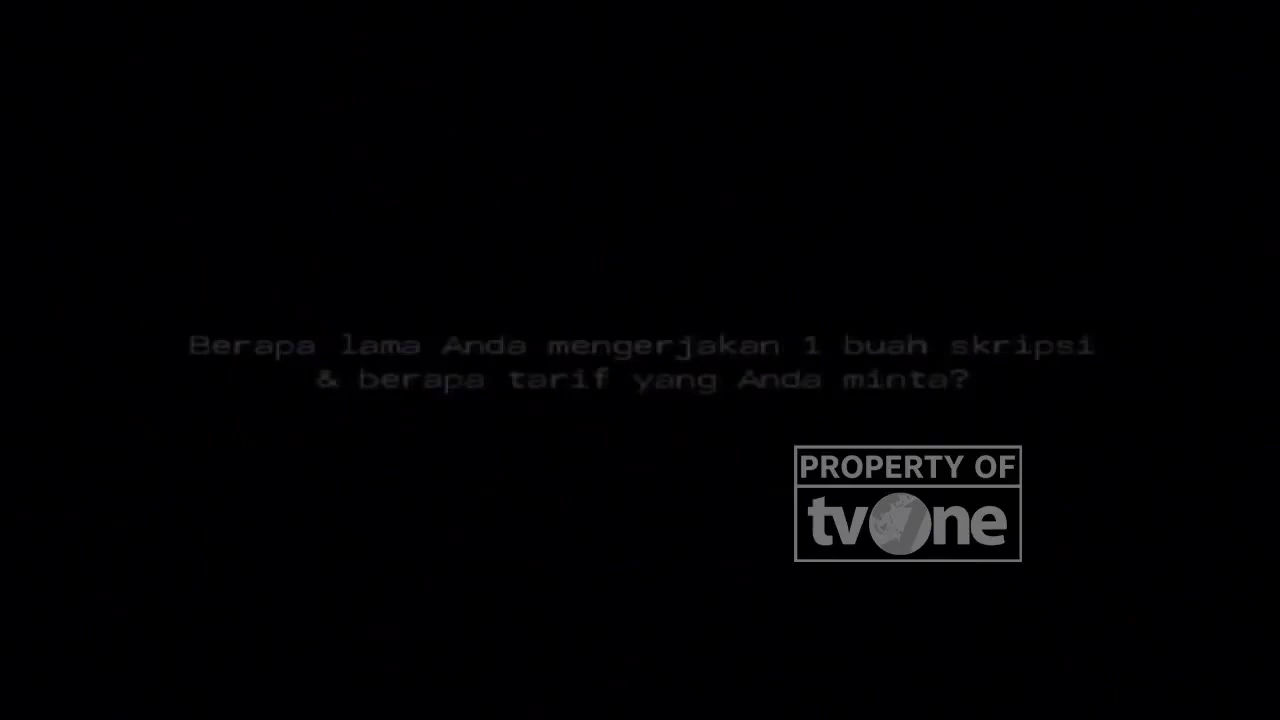 Berapa lama Anda mengerjakan 1 buah skripsi
& berapa tarif yang Anda minta?
PROPERTY OF
tvOne